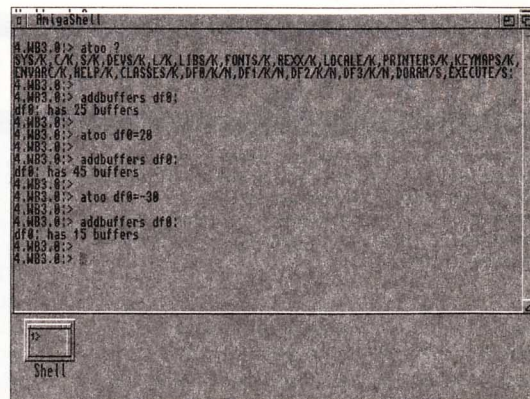 AmigaShell
4.WB3.0:> atoo ?
SYS/K,C/K,S/K,DEVS/K,L/K,LIBS/K,FONTS/K,REXX/K,LOCALE/K,PRINTERS/K,KEYMAPS/K,
ENVARC/K,HELP/K,CLASSES/K,DF0/K/N,DF1/K/N,DF2/K/N,DF3/K/N,DORAM/S,EXECUTE/S:
4.WB3.0:>
4.WB3.0:> addbuffers df0:
df0: has 25 buffers
4.WB3.0:>
4.WB3.0:> atoo df0=20
4.WB3.0:>
4.WB3.0:> addbuffers df0:
df0: has 45 buffers
4.WB3.0:>
4.WB3.0:> atoo df0=-30
4.WB3.0:>
4.WB3.0:> addbuffers df0:
df0: has 15 buffers
4.WB3.0:>
4.WB3.0:>
1>
Shell